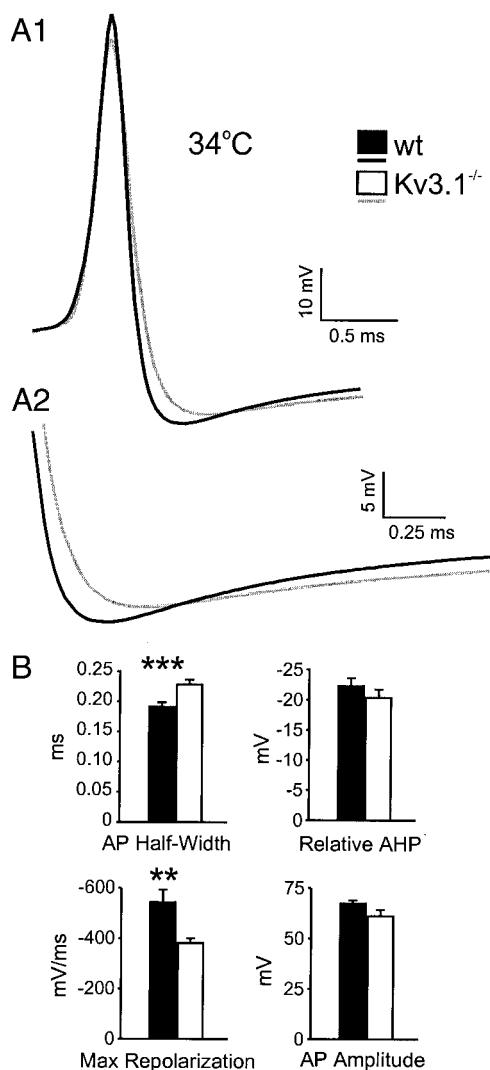 A1
34°C
wt
Kv3.1-/-
10 mV
0.5 ms
A2
5 mV
0.25 ms
B
***
0.25
0.20
0.15
0.10
0.05
0
ms
AP Half-Width
-25
-20
-15
-10
-5
0
mV
Relative AHP
**
-600
-400
-200
0
mV/ms
Max Repolarization
75
50
25
0
mV
AP Amplitude